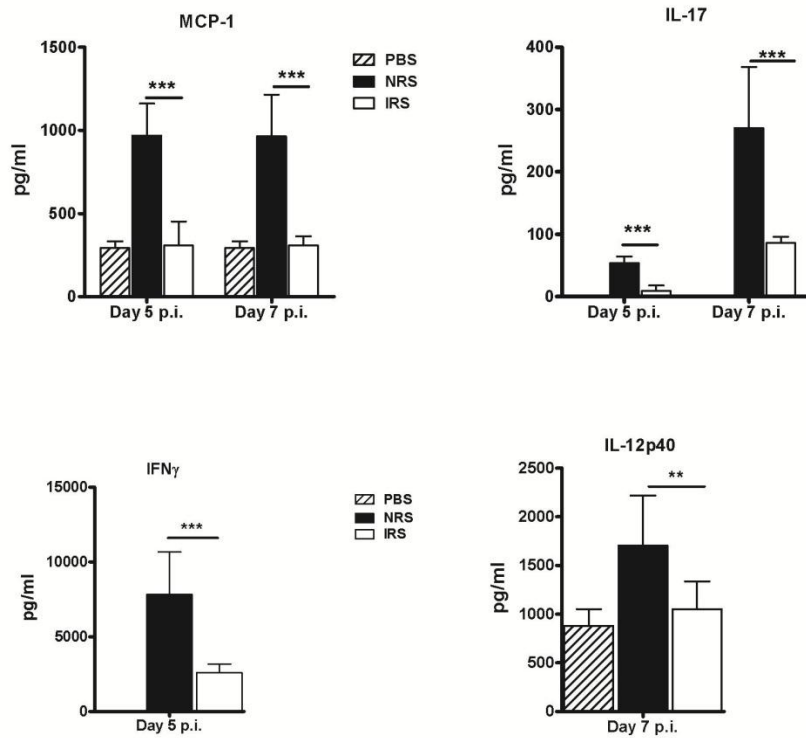 MCP-1
1500
1000
500
0
pg/ml
***
***
Day 5 p.i.
Day 7 p.i.
PBS
NRS
IRS
IL-17
400
300
200
100
0
pg/ml
***
***
Day 5 p.i.
Day 7 p.i.
IFNγ
15000
10000
5000
0
pg/ml
***
Day 5 p.i.
PBS
NRS
IRS
IL-12p40
2500
2000
1500
1000
500
0
pg/ml
**
Day 7 p.i.